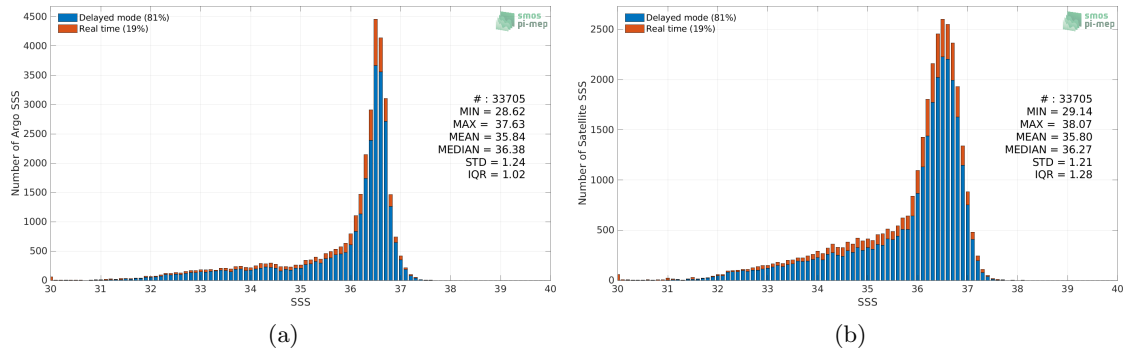 Delayed mode (81%)
Real time (19%)
smos
pi-mep
Number of Argo SSS
4500
4000
3500
3000
2500
2000
1500
1000
500
0
# : 33705
MIN = 28.62
MAX = 37.63
MEAN = 35.84
MEDIAN = 36.38
STD = 1.24
IQR = 1.02
30 31 32 33 34 35 36 37 38 39 40
SSS
(a)
Delayed mode (81%)
Real time (19%)
smos
pi-mep
Number of Satellite SSS
2500
2000
1500
1000
500
0
# : 33705
MIN = 29.14
MAX = 38.07
MEAN = 35.80
MEDIAN = 36.27
STD = 1.21
IQR = 1.28
30 31 32 33 34 35 36 37 38 39 40
SSS
(b)